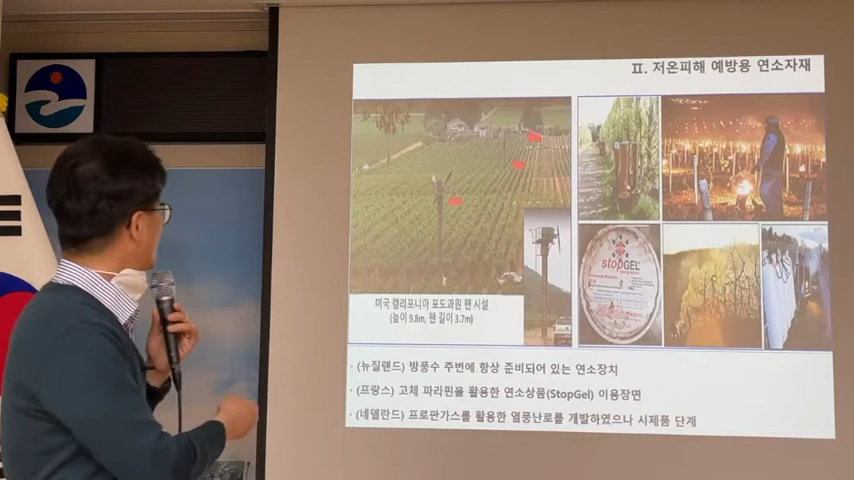 Ⅱ. 저온피해 예방용 연소자재
stopGEL
미국 캘리포니아 포도과원 팬 시설
(높이 9.8m, 팬 길이 3.7m)
· (뉴질랜드) 방풍수 주변에 항상 준비되어 있는 연소장치
· (프랑스) 고체 파라핀을 활용한 연소상품(StopGel) 이용장면
· (네덜란드) 프로판가스를 활용한 열풍난로를 개발하였으나 시제품 단계